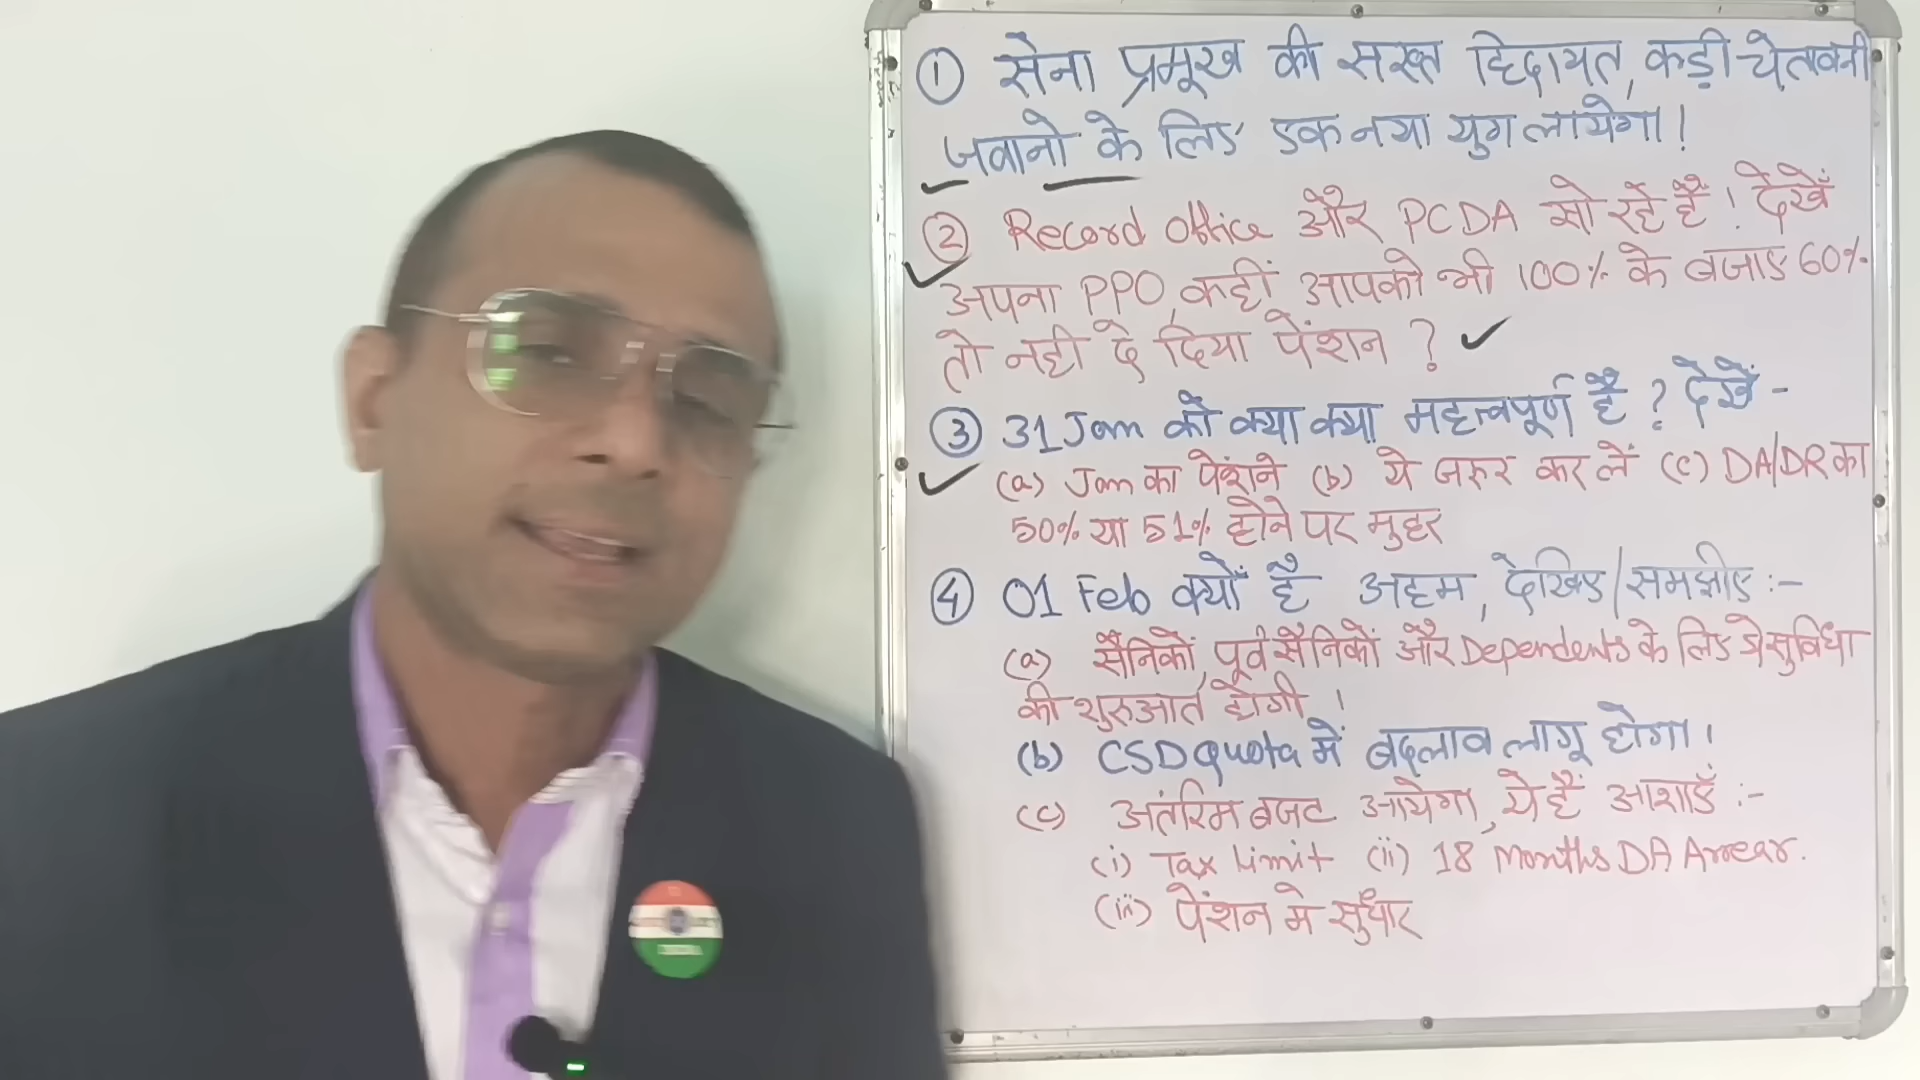 ① सेना प्रमुख की सख्त हिदायत, कड़ी चेतावनी
जवानो के लिए एक नया युग लायेगा!
② Record office और PCDA सो रहे हैं! देखें
अपना PPO, कहीं आपको भी 100% के बजाए 60%
तो नही दे दिया पेंशन ?
③ 31 Jan को क्या क्या महत्वपूर्ण है ? देखें -
(a) Jan का पेंशन (b) ये जरुर कर लें (c) DA/DR का
50% या 51% होने पर मुहर
④ 01 Feb क्यों है अहम, देखिए/समझीए :-
(a) सैनिकों, पूर्व सैनिकों और Dependents के लिए ये सुविधा
की शुरुआत होगी !
(b) CSD Quota में बदलाव लागू होगा।
(c) अंतरिम बजट आयेगा, ये हैं आशाएँ :-
(i) Tax Limit (ii) 18 Months DA Arrear.
(iii) पेंशन मे सुधार